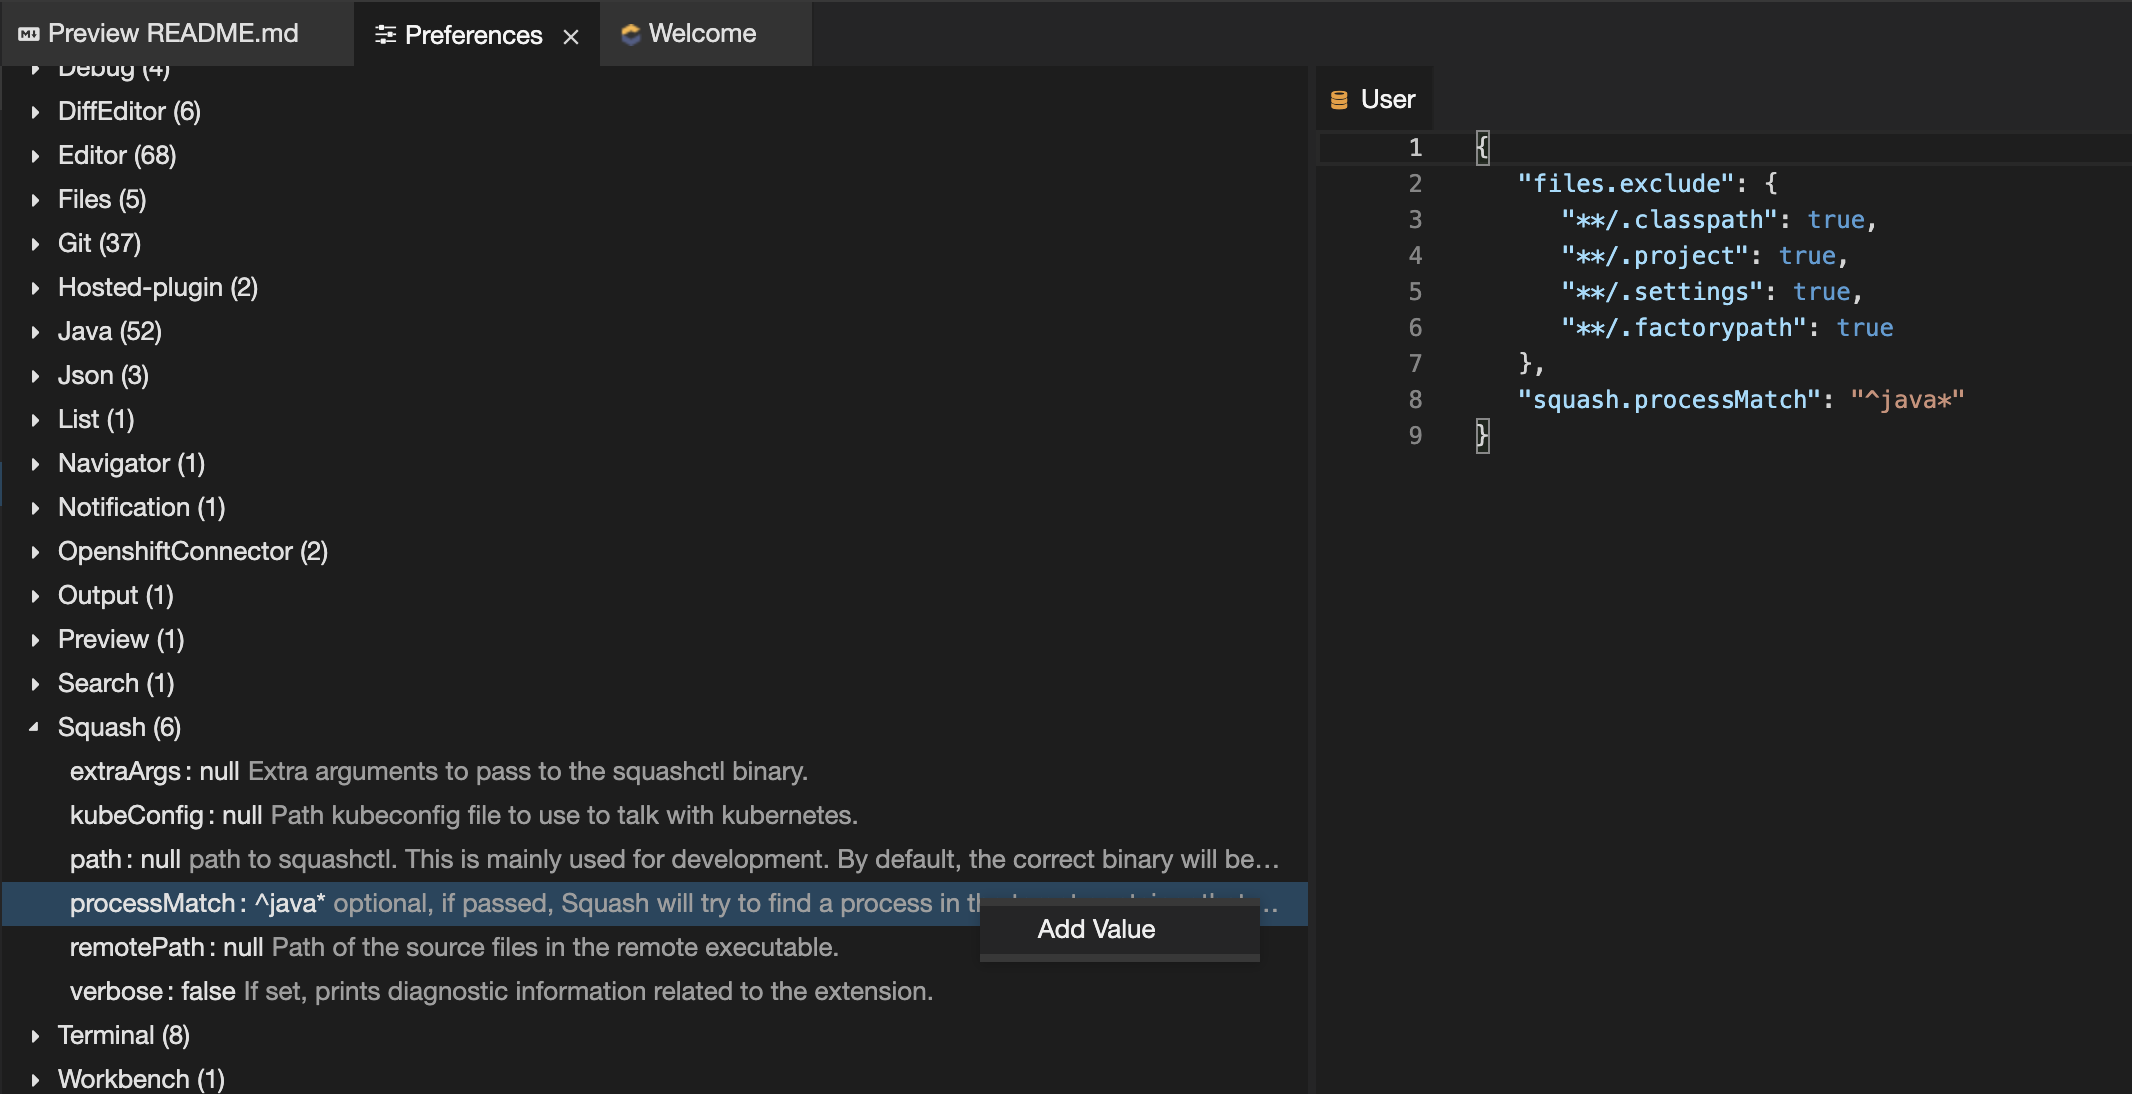 Preview README.md
Preferences ×
Welcome
Debug (4)
DiffEditor (6)
Editor (68)
Files (5)
Git (37)
Hosted-plugin (2)
Java (52)
Json (3)
List (1)
Navigator (1)
Notification (1)
OpenshiftConnector (2)
Output (1)
Preview (1)
Search (1)
Squash (6)
extraArgs: null Extra arguments to pass to the squashctl binary.
kubeConfig: null Path kubeconfig file to use to talk with kubernetes.
path: null path to squashctl. This is mainly used for development. By default, the correct binary will be...
processMatch: ^java* optional, if passed, Squash will try to find a process in
Add Value
remotePath: null Path of the source files in the remote executable.
verbose: false If set, prints diagnostic information related to the extension.
Terminal (8)
Workbench (1)
User
1 {
2 "files.exclude": {
3 "**/.classpath": true,
4 "**/.project": true,
5 "**/.settings": true,
6 "**/.factorypath": true
7 },
8 "squash.processMatch": "^java*"
9 }